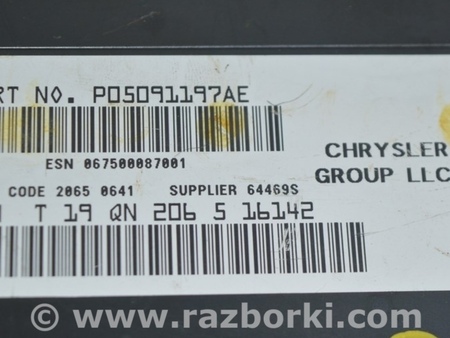 RT NO. P05091197AE
ESN 067500087001
CHRYSLER
GROUP LLC
CODE 2065 0641 SUPPLIER 64469S
T 19 QN 206 5 16142
© www.razborki.com